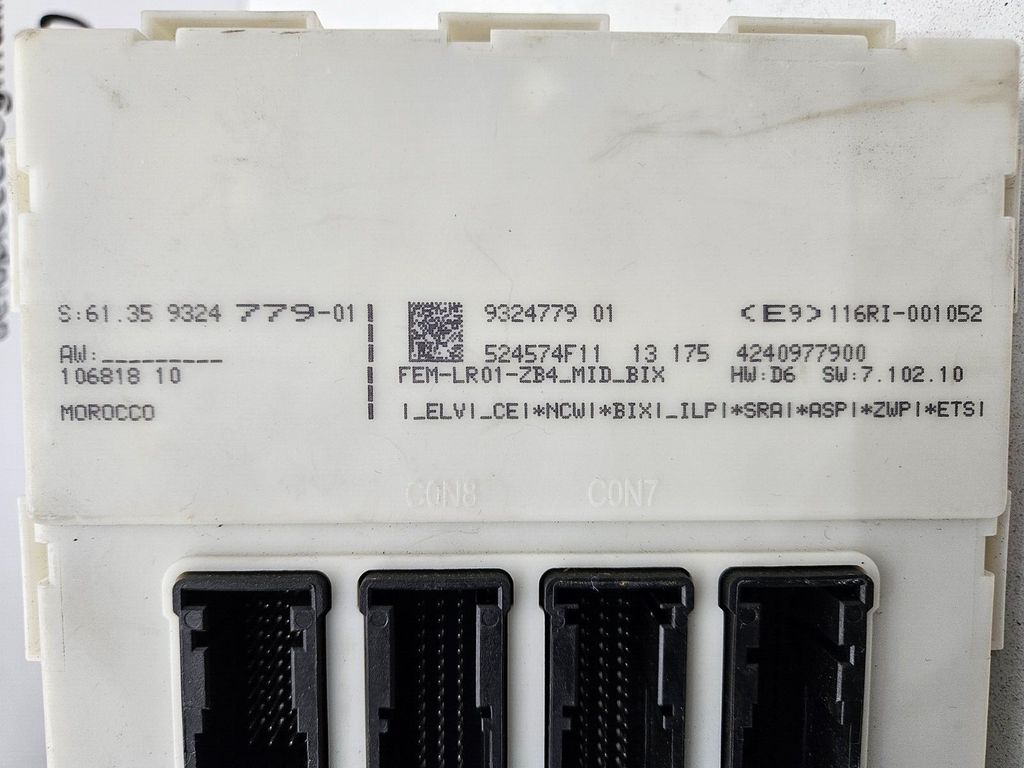 S:61.35 9324 779-01
AW:_________
106818 10
MOROCCO
9324779 01
<E9>116RI-001052
524574F11 13 175 4240977900
FEM-LR01-ZB4_MID_BIX HW:D6 SW:7.102.10
|_ELV|_CE|*NCW|*BIX|_ILP|*SRA|*ASP|*ZWP|*ETS|
CON8 CON7